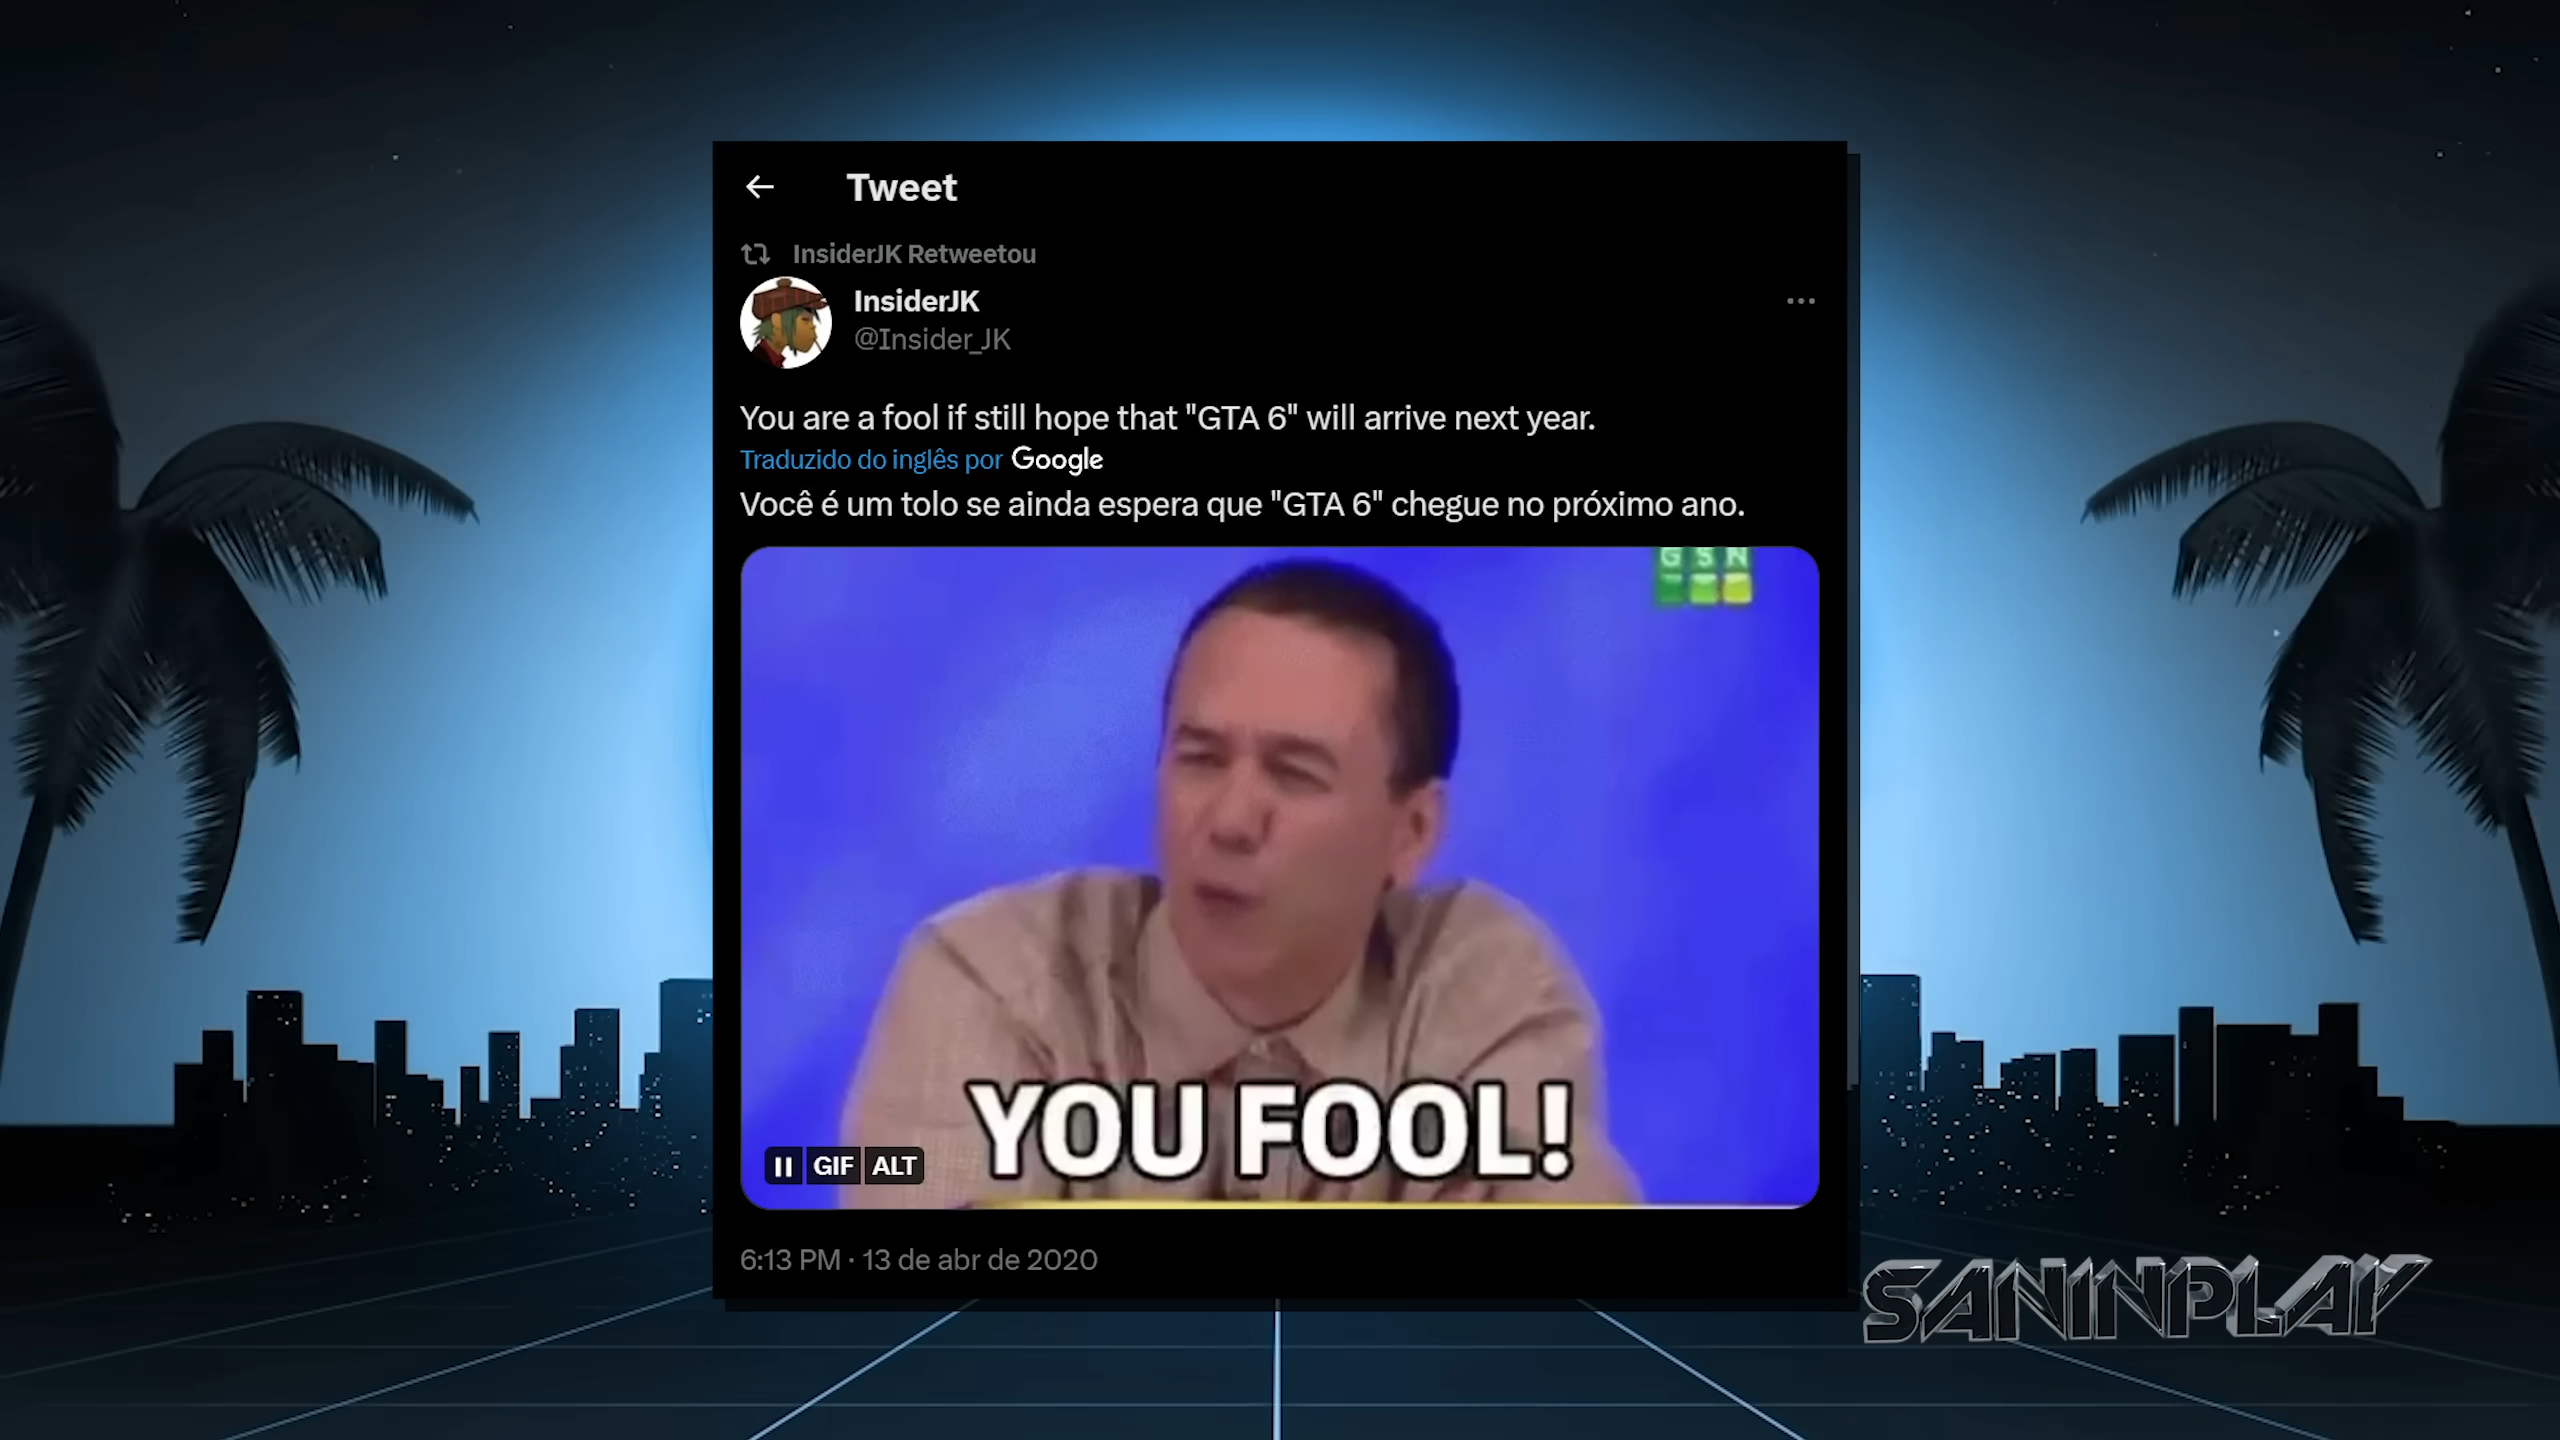 Tweet
InsiderJK Retweetou
InsiderJK
@Insider_JK
You are a fool if still hope that "GTA 6" will arrive next year.
Traduzido do inglês por Google
Você é um tolo se ainda espera que "GTA 6" chegue no próximo ano.
GSN
YOU FOOL!
GIF ALT
6:13 PM · 13 de abr de 2020
SANINPLAY